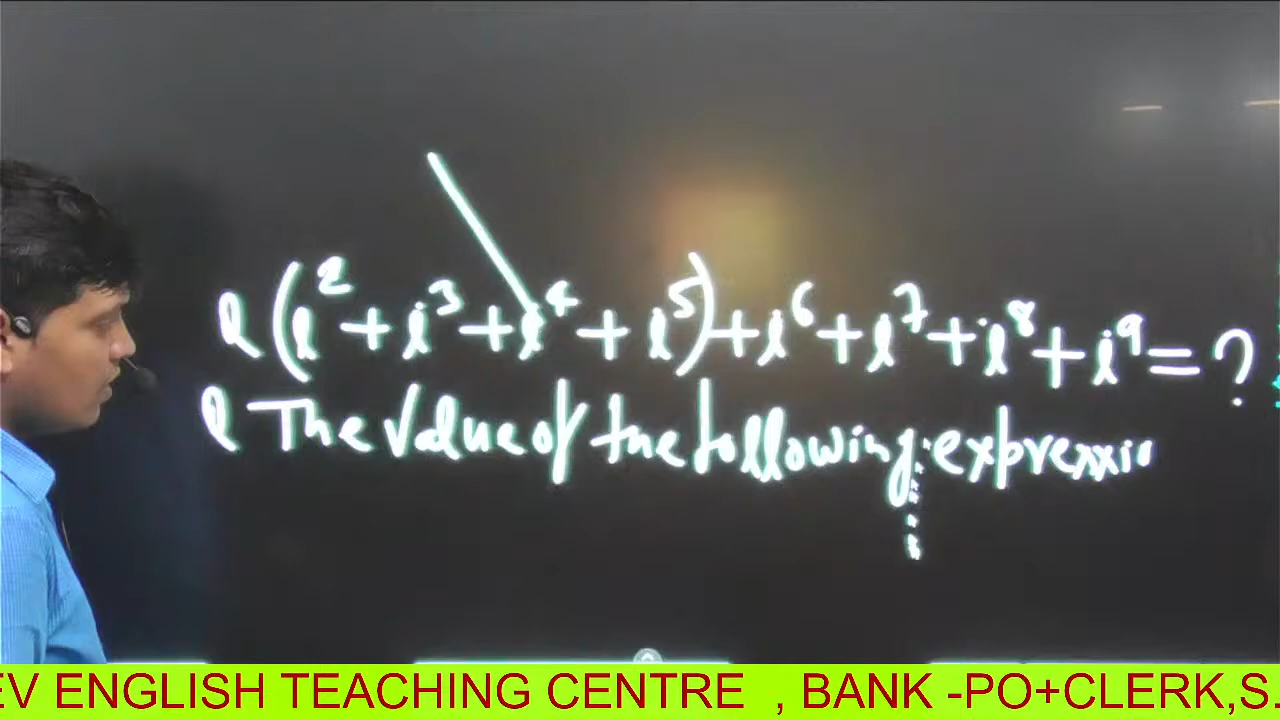 Q (i² + i³ + i⁴ + i⁵) + i⁶ + i⁷ + i⁸ + i⁹ = ?
Q The Value of the following expressio
EV ENGLISH TEACHING CENTRE , BANK -PO+CLERK,S.